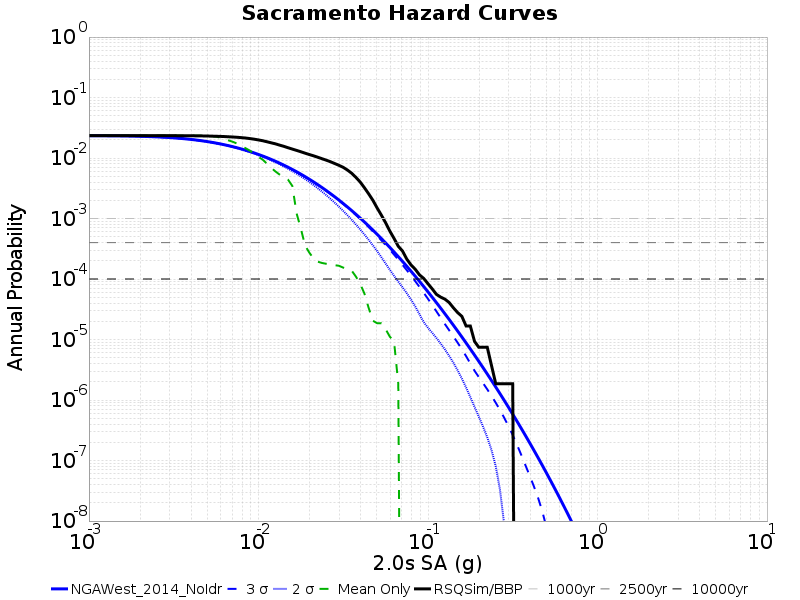 Sacramento Hazard Curves
Annual Probability
10^0
10^-1
10^-2
10^-3
10^-4
10^-5
10^-6
10^-7
10^-8
10^-3 10^-2 10^-1 10^0 10^1
2.0s SA (g)
NGAWest_2014_NoIdr 3 σ 2 σ Mean Only RSQSim/BBP 1000yr 2500yr 10000yr